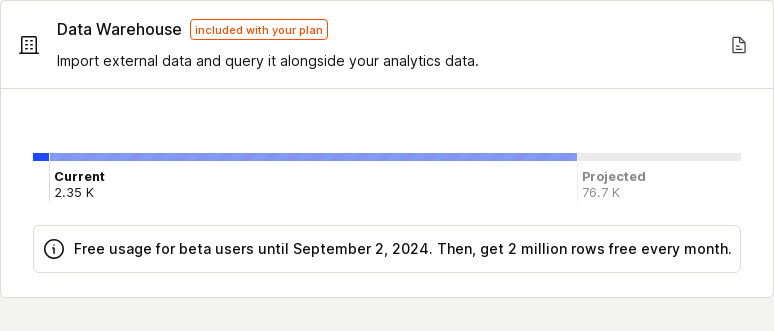 Data Warehouse included with your plan
Import external data and query it alongside your analytics data.
Current
2.35 K
Projected
76.7 K
Free usage for beta users until September 2, 2024. Then, get 2 million rows free every month.